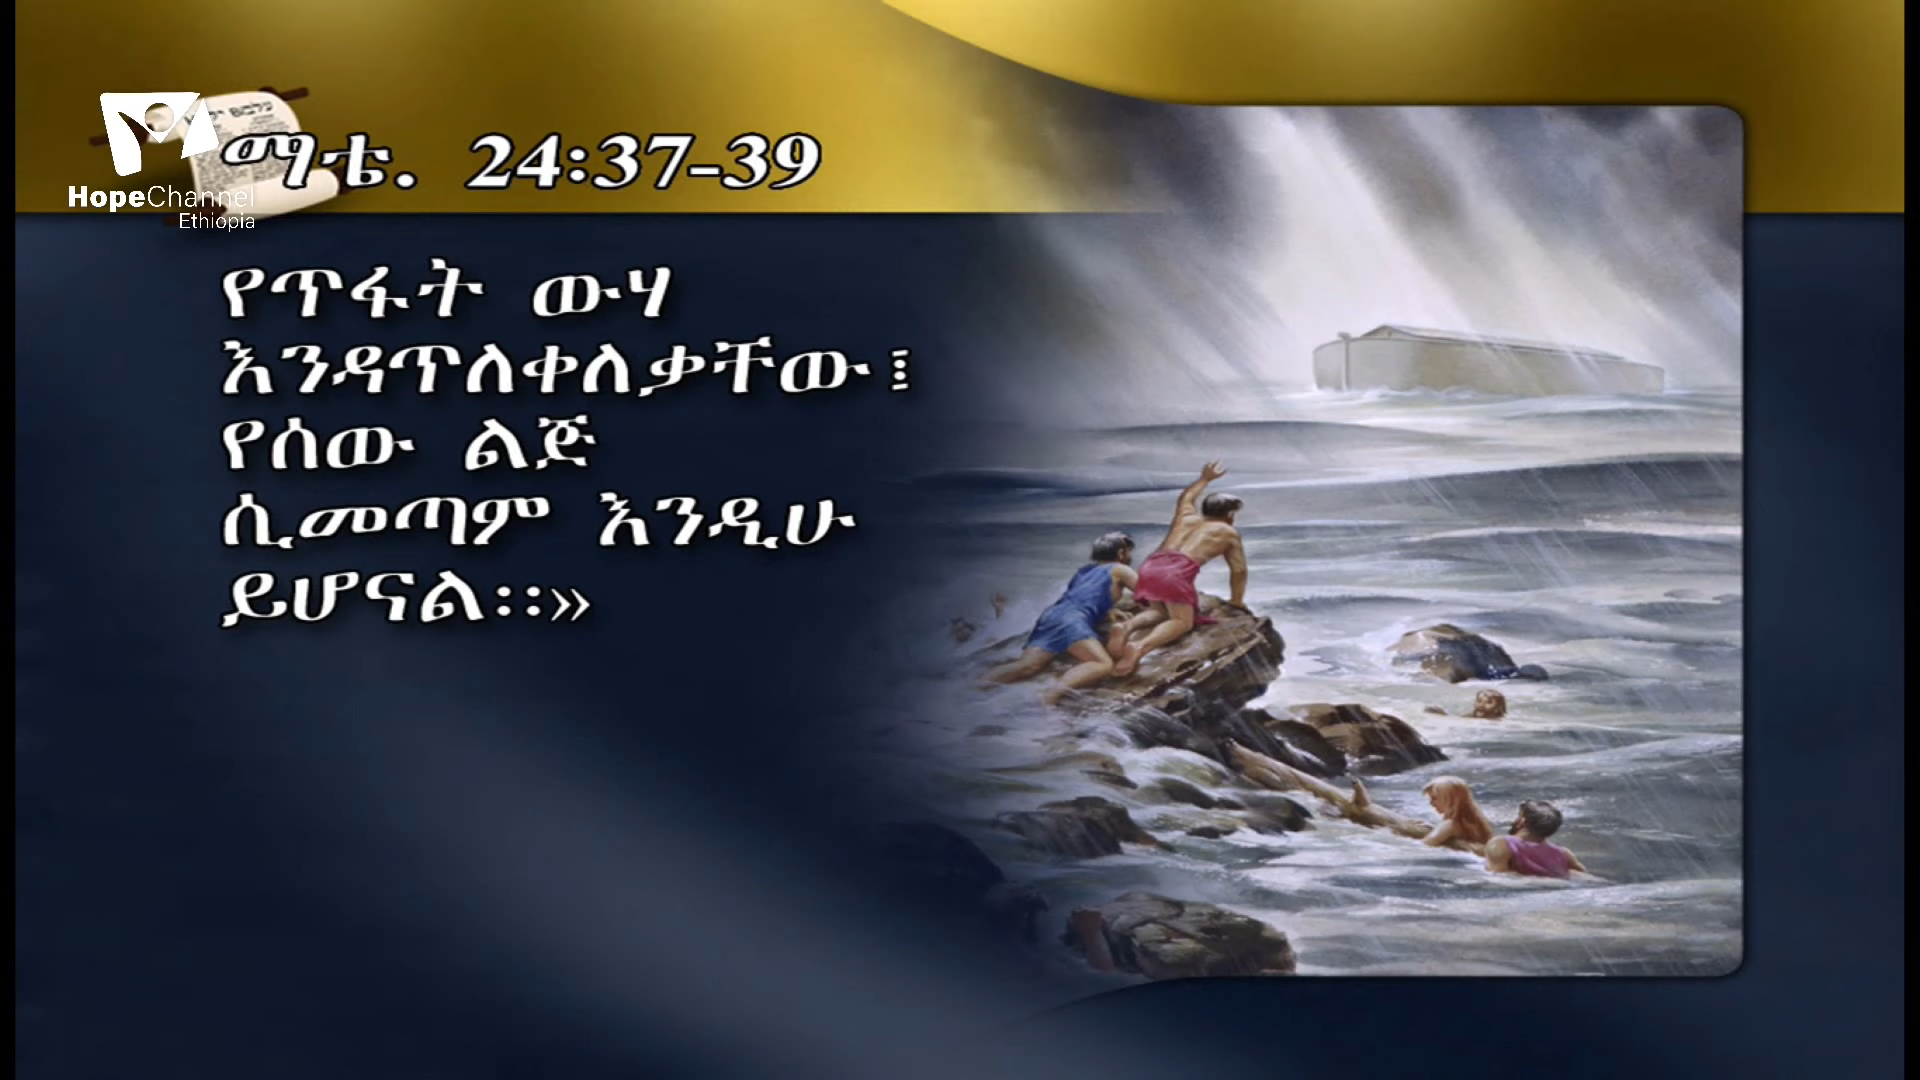 HopeChannel
Ethiopia
ማቴ. 24:37-39
የጥፋት ውሃ
እንዳጥለቀለቃቸው፤
የሰው ልጅ
ሲመጣም እንዲሁ
ይሆናል፡፡»